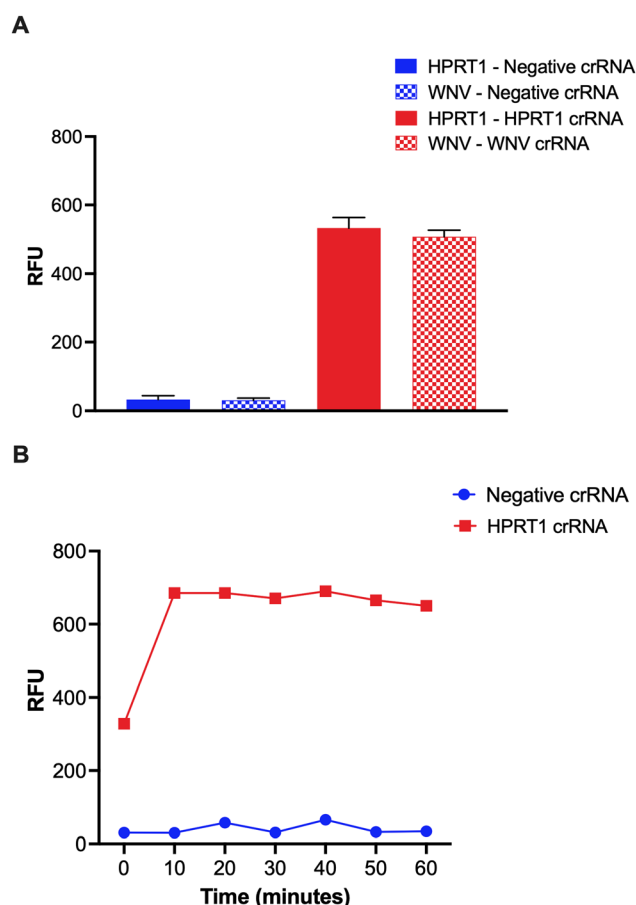 A
HPRT1 - Negative crRNA
WNV - Negative crRNA
HPRT1 - HPRT1 crRNA
WNV - WNV crRNA
800
600
400
200
0
RFU
B
Negative crRNA
HPRT1 crRNA
800
600
400
200
0
RFU
0 10 20 30 40 50 60
Time (minutes)